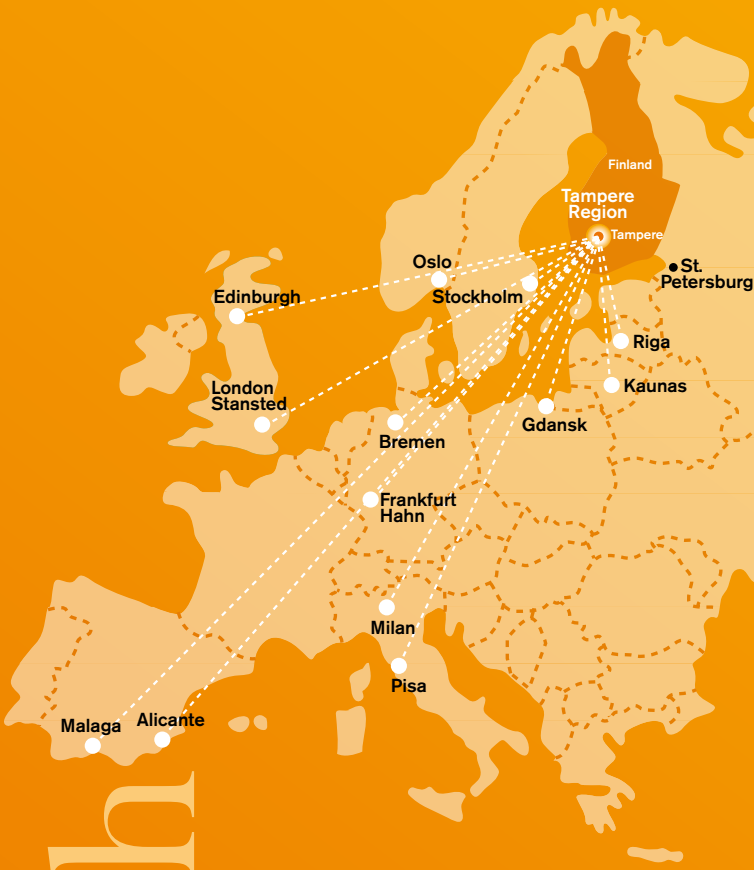 Finland
Tampere
Region
Tampere
Oslo
St.
Petersburg
Stockholm
Edinburgh
Riga
London
Stansted
Kaunas
Gdansk
Bremen
Frankfurt
Hahn
Milan
Pisa
Malaga
Alicante
h